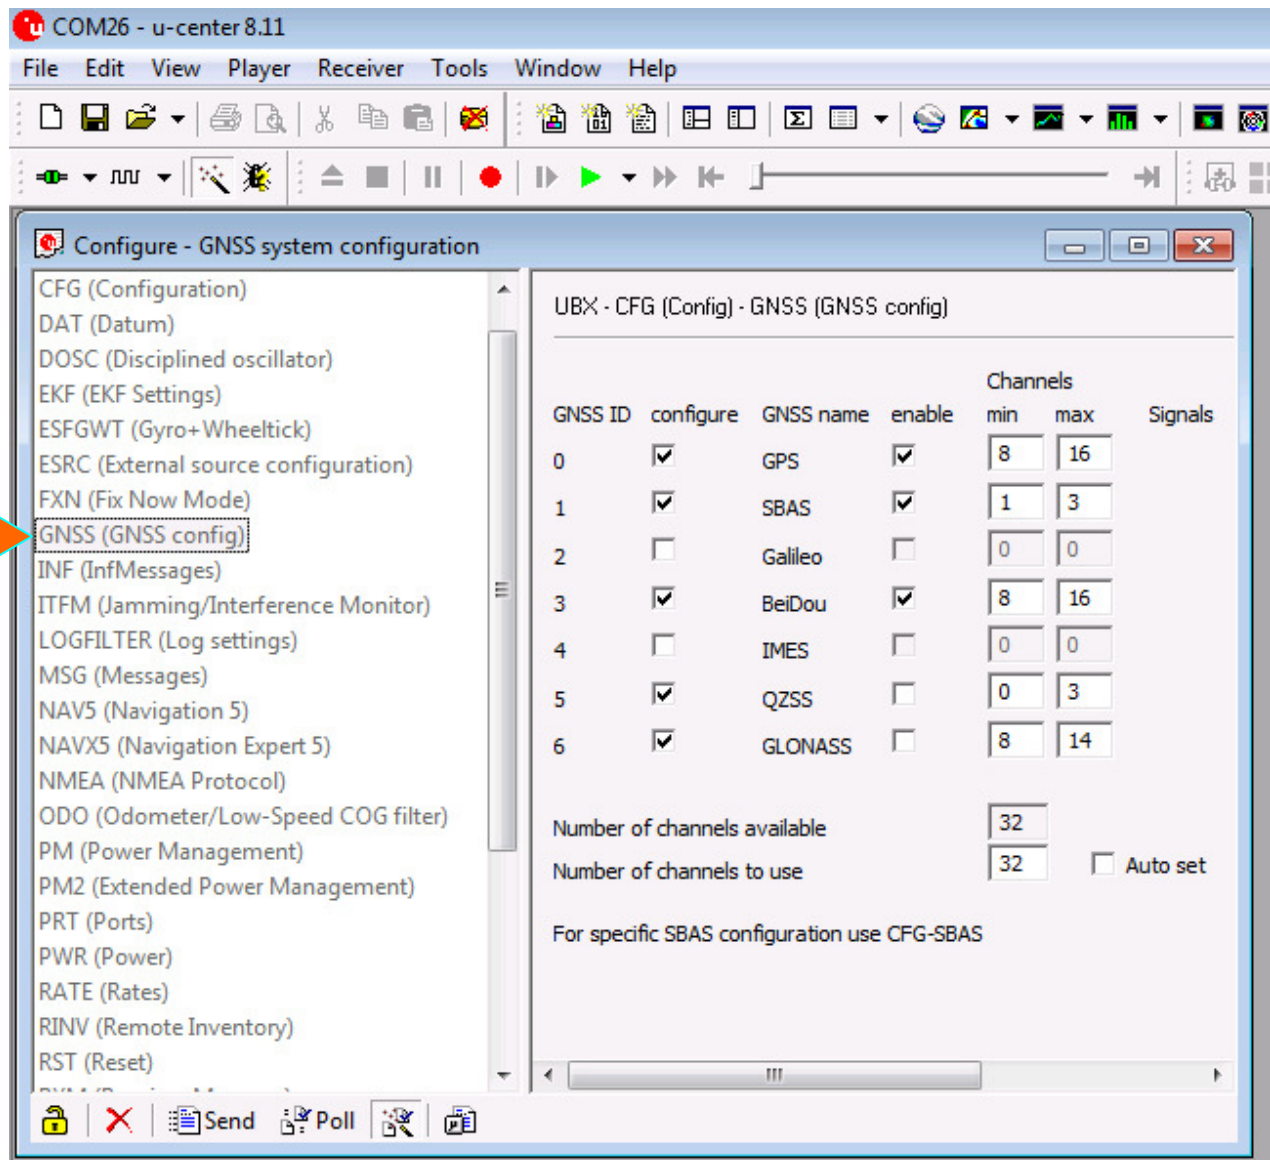 COM26 - u-center 8.11
File Edit View Player Receiver Tools Window Help
Configure - GNSS system configuration
CFG (Configuration)
DAT (Datum)
DOSC (Disciplined oscillator)
EKF (EKF Settings)
ESFGWT (Gyro+Wheeltick)
ESRC (External source configuration)
FXN (Fix Now Mode)
GNSS (GNSS config)
INF (InfMessages)
ITFM (Jamming/Interference Monitor)
LOGFILTER (Log settings)
MSG (Messages)
NAV5 (Navigation 5)
NAVX5 (Navigation Expert 5)
NMEA (NMEA Protocol)
ODO (Odometer/Low-Speed COG filter)
PM (Power Management)
PM2 (Extended Power Management)
PRT (Ports)
PWR (Power)
RATE (Rates)
RINV (Remote Inventory)
RST (Reset)
UBX - CFG (Config) - GNSS (GNSS config)
Channels
GNSS ID configure GNSS name enable min max Signals
0 GPS 8 16
1 SBAS 1 3
2 Galileo 0 0
3 BeiDou 8 16
4 IMES 0 0
5 QZSS 0 3
6 GLONASS 8 14
Number of channels available 32
Number of channels to use 32 Auto set
For specific SBAS configuration use CFG-SBAS
Send Poll